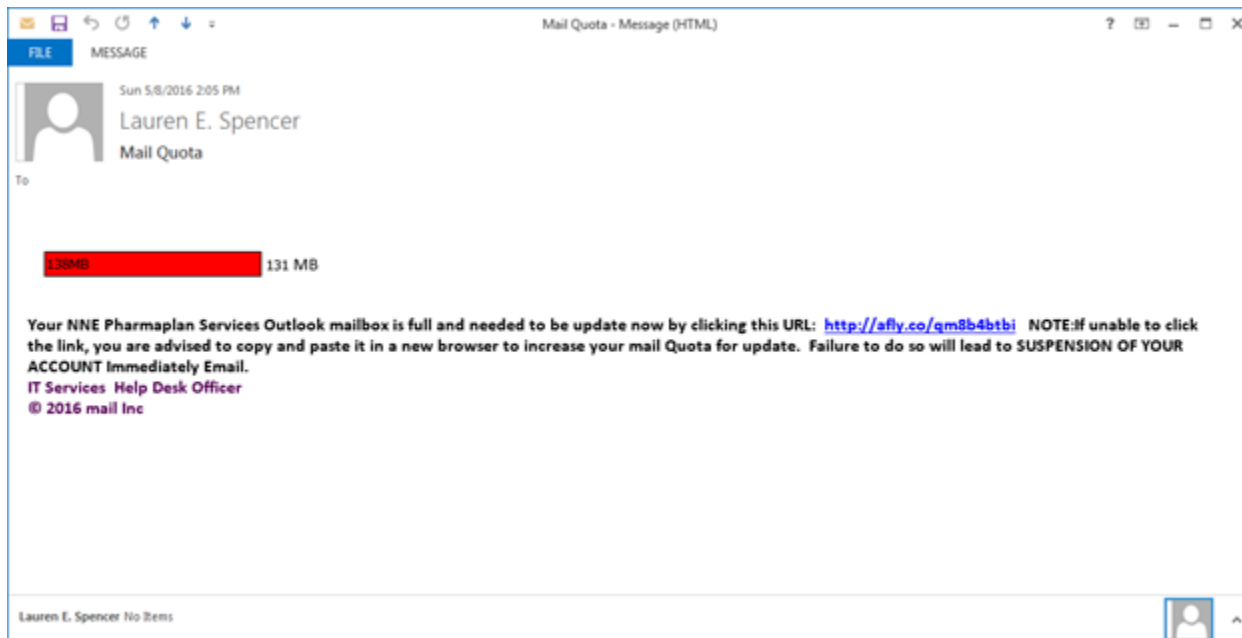 Mail Quota - Message (HTML)
FILE MESSAGE
Sun 5/8/2016 2:05 PM
Lauren E. Spencer
Mail Quota
To
138MB 131 MB
Your NNE Pharmaplan Services Outlook mailbox is full and needed to be update now by clicking this URL: http://afly.co/qm8b4btbi NOTE:If unable to click
the link, you are advised to copy and paste it in a new browser to increase your mail Quota for update. Failure to do so will lead to SUSPENSION OF YOUR
ACCOUNT Immediately Email.
IT Services Help Desk Officer
© 2016 mail Inc
Lauren E. Spencer No Items